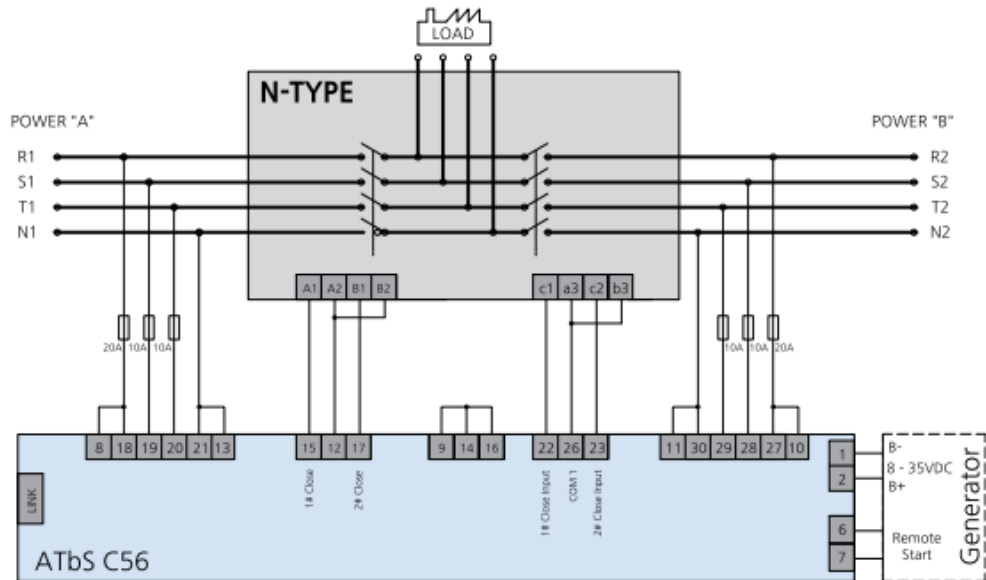 LOAD
N-TYPE
POWER "A"
POWER "B"
R1
R2
S1
S2
T1
T2
N1
N2
A1 A2 B1 B2
c1 a3 c2 b3
20A 10A 10A
10A 10A 20A
8 18 19 20 21 13
15 12 17
9 14 16
22 26 23
11 30 29 28 27 10
1# Close
2# Close
1# Close Input
COM 1
2# Close Input
1
2
6
7
B-
8 - 35VDC
B+
Remote
Start
Generator
LINK
ATbS C56